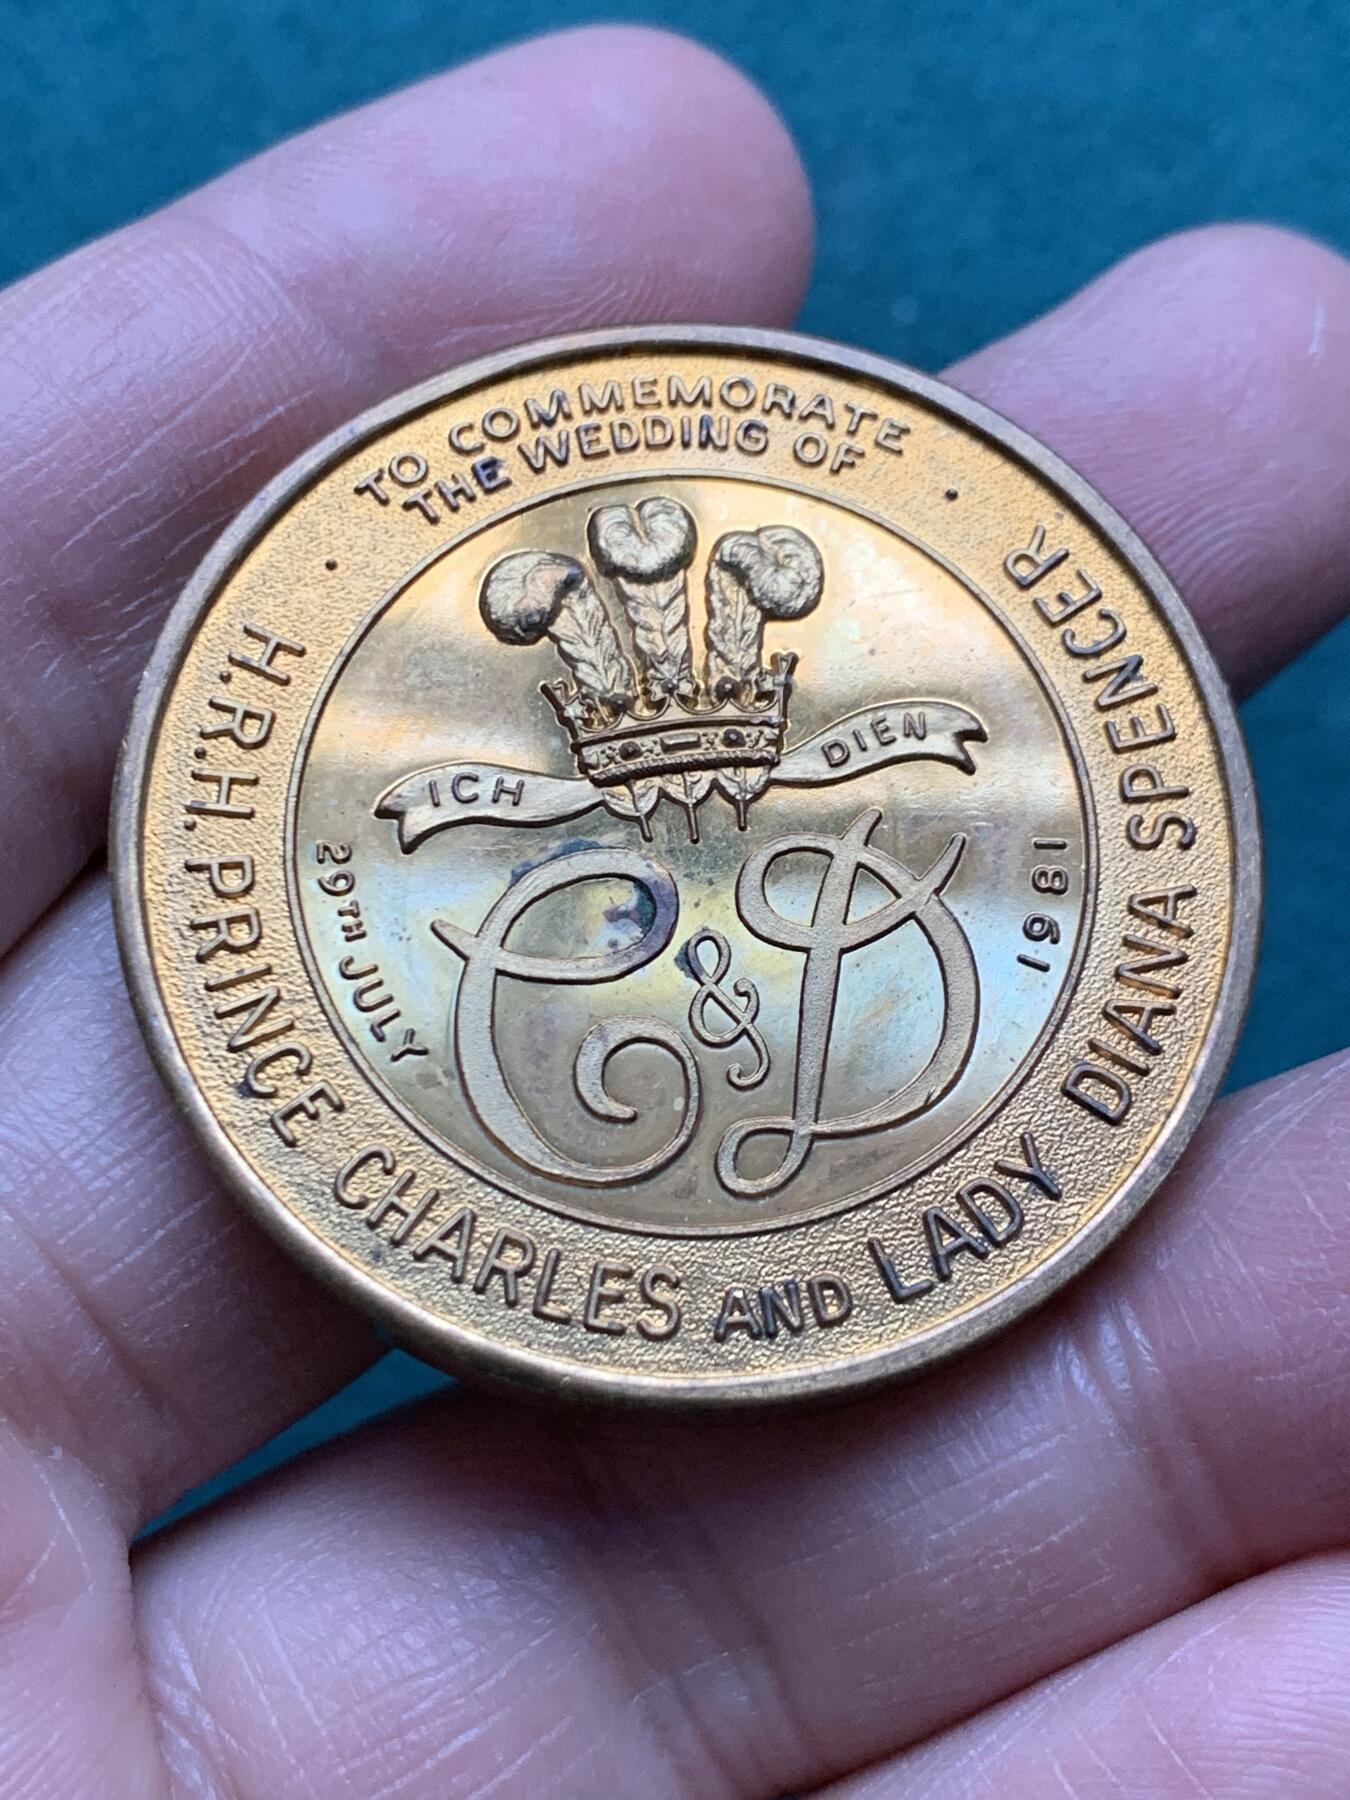 TO COMMEMORATE
THE WEDDING OF
H.R.H. PRINCE CHARLES AND LADY DIANA SPENCER
ICH DIEN
29TH JULY
1981
C & D